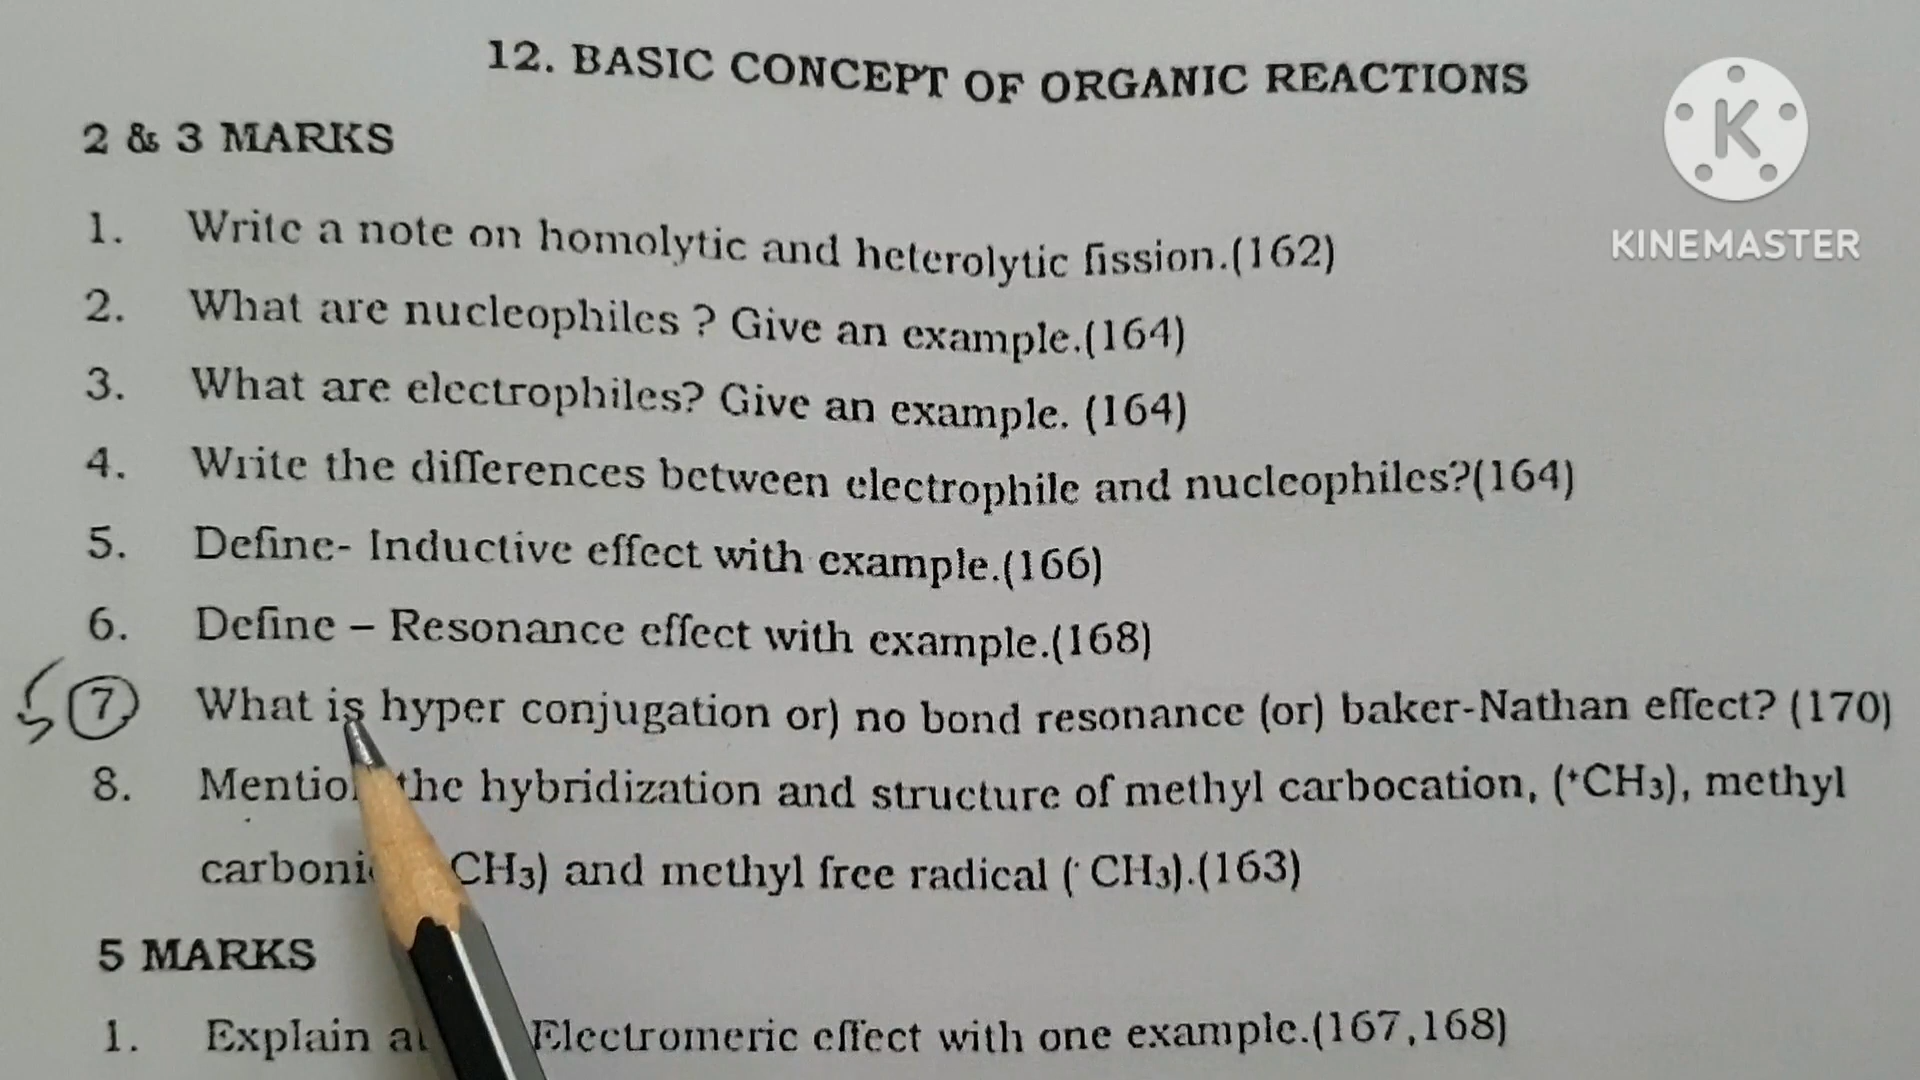 12. BASIC CONCEPT OF ORGANIC REACTIONS
2 & 3 MARKS
K
KINEMASTER
1. Write a note on homolytic and heterolytic fission.(162)
2. What are nucleophiles ? Give an example.(164)
3. What are electrophiles? Give an example. (164)
4. Write the differences between electrophile and nucleophiles?(164)
5. Define- Inductive effect with example.(166)
6. Define – Resonance effect with example.(168)
7 What is hyper conjugation or) no bond resonance (or) baker-Nathan effect? (170)
8. the hybridization and structure of methyl carbocation, (⁺CH₃), methyl
CH₃) and methyl free radical (˙ CH₃).(163)
5 MARKS
1. Explain Electromeric effect with one example.(167,168)